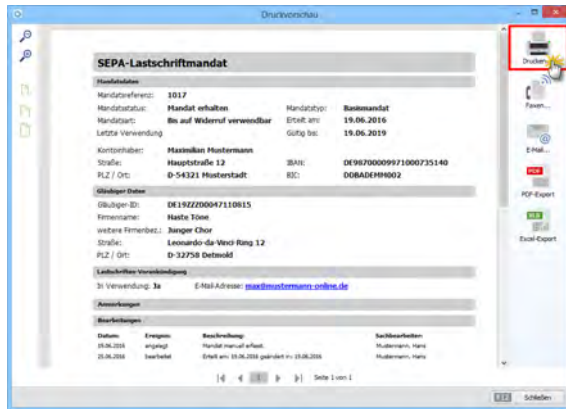 Druckvorschau
SEPA-Lastschriftmandat
Mandatsdaten
Mandatsreferenz: 1017
Mandatsstatus: Mandat erhalten Mandatstyp: Basismandat
Mandatsart: Bis auf Widerruf verwendbar Erteilt am: 19.06.2016
Letzte Verwendung Gültig bis: 19.06.2019
Kontoinhaber: Maximilian Mustermann
Straße: Hauptstraße 12 IBAN: DE98700009971000735140
PLZ / Ort: D-54321 Musterstadt BIC: DDBADEMM002
Gläubiger Daten
Gläubiger-ID: DE19ZZZ00047110815
Firmenname: Haste Töne
weitere Firmenbez.: Junger Chor
Straße: Leonardo-da-Vinci-Ring 12
PLZ / Ort: D-32758 Detmold
Lastschriften-Vorankündigung
In Verwendung: Ja E-Mail-Adresse: max@mustermann-online.de
Anmerkungen
Bearbeitungen
Datum: Ereignis: Beschreibung: Sachbearbeiter:
19.06.2016 angelegt Mandat manuell erfasst. Mustermann, Hans
25.06.2016 bearbeitet Erteilt am: 19.06.2016 geändert in: 19.06.2016 Mustermann, Hans
Seite 1 von 1
Drucken
Faxen...
E-Mail...
PDF
PDF-Export
XLS
Excel-Export
Schließen